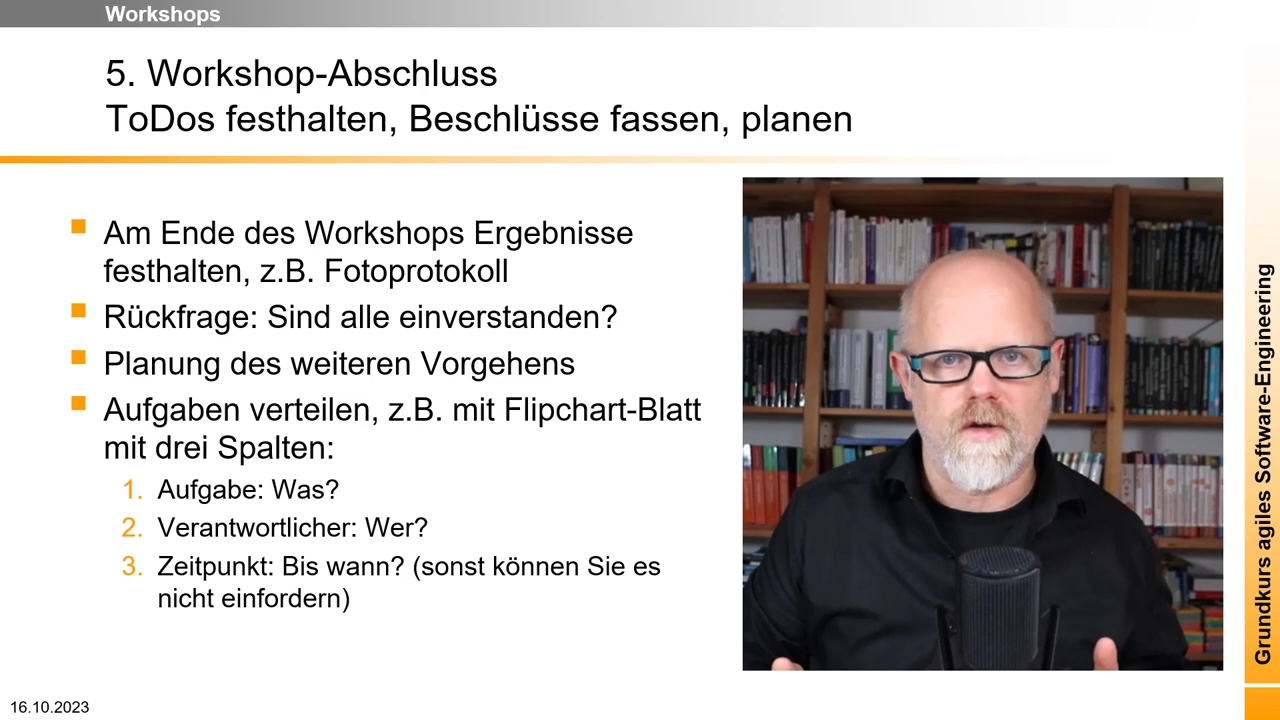 Workshops
5. Workshop-Abschluss
ToDos festhalten, Beschlüsse fassen, planen
Am Ende des Workshops Ergebnisse
festhalten, z.B. Fotoprotokoll
Rückfrage: Sind alle einverstanden?
Planung des weiteren Vorgehens
Aufgaben verteilen, z.B. mit Flipchart-Blatt
mit drei Spalten:
1. Aufgabe: Was?
2. Verantwortlicher: Wer?
3. Zeitpunkt: Bis wann? (sonst können Sie es
nicht einfordern)
Grundkurs agiles Software-Engineering
16.10.2023